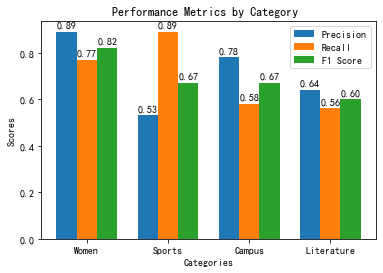 Performance Metrics by Category
Precision
Recall
F1 Score
0.89
0.77
0.82
0.53
0.89
0.67
0.78
0.58
0.67
0.64
0.56
0.60
Scores
0.8
0.6
0.4
0.2
0.0
Women
Sports
Campus
Literature
Categories